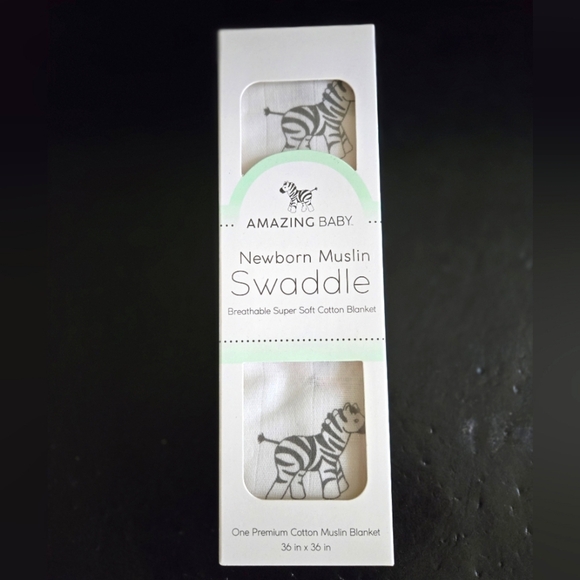 AMAZING BABY.
Newborn Muslin
Swaddle
Breathable Super Soft Cotton Blanket
One Premium Cotton Muslin Blanket
36 in x 36 in